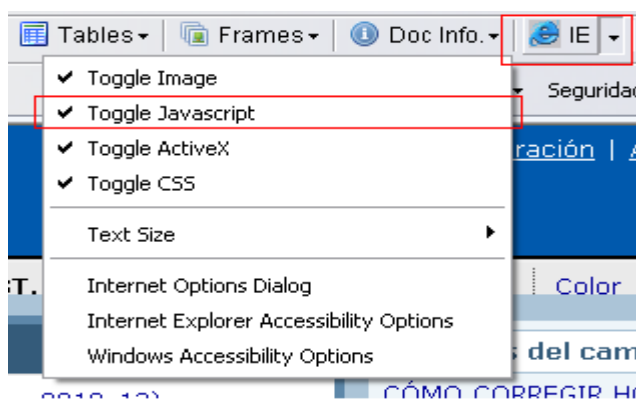 Tables Frames Doc Info. IE
Toggle Image
Toggle Javascript
Seguridad
Toggle ActiveX
ración |
Toggle CSS
Text Size
T.
Internet Options Dialog
Color
Internet Explorer Accessibility Options
Windows Accessibility Options
del cam
CÓMO CORREGIR